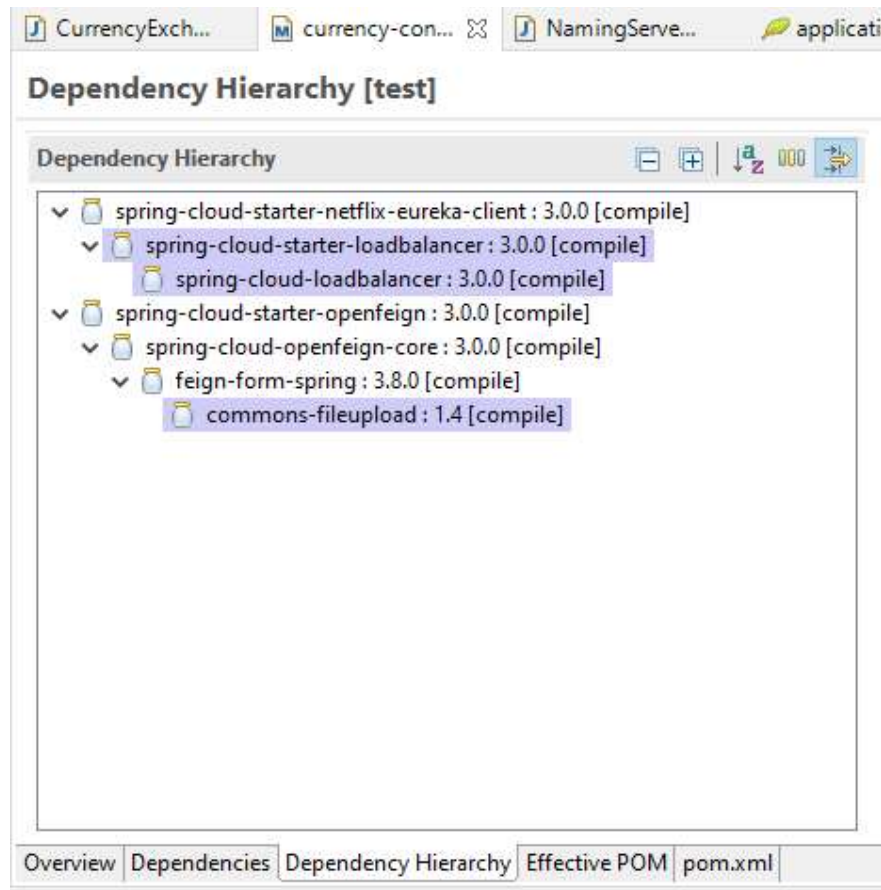 CurrencyExch... currency-con... NamingServe... applicati
Dependency Hierarchy [test]
Dependency Hierarchy
spring-cloud-starter-netflix-eureka-client : 3.0.0 [compile]
spring-cloud-starter-loadbalancer : 3.0.0 [compile]
spring-cloud-loadbalancer : 3.0.0 [compile]
spring-cloud-starter-openfeign : 3.0.0 [compile]
spring-cloud-openfeign-core : 3.0.0 [compile]
feign-form-spring : 3.8.0 [compile]
commons-fileupload : 1.4 [compile]
Overview Dependencies Dependency Hierarchy Effective POM pom.xml